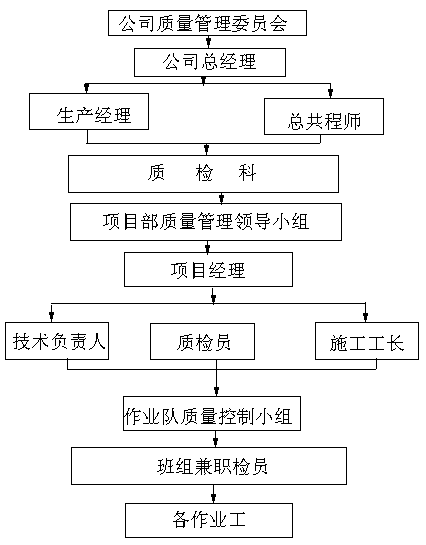 公司质量管理委员会
公司总经理
生产经理
总共程师
质 检 科
项目部质量管理领导小组
项目经理
技术负责人
质检员
施工工长
作业队质量控制小组
班组兼职检员
各作业工